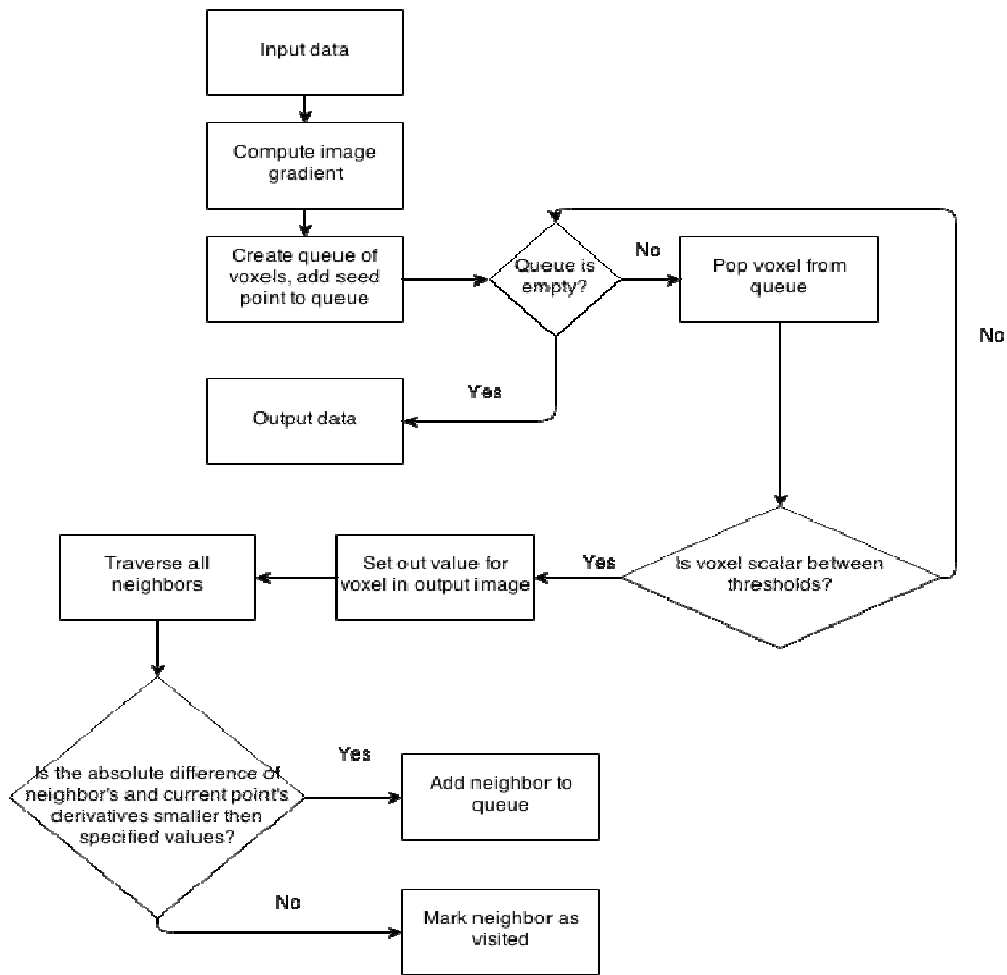 Input data
Compute image
gradient
Create queue of
voxels, add seed
point to queue
Queue is
empty?
No
Pop voxel from
queue
No
Yes
Output data
Is voxel scalar between
thresholds?
Yes
Set out value for
voxel in output image
Traverse all
neighbors
Is the absolute difference of
neighbor's and current point's
derivatives smaller then
specified values?
Yes
Add neighbor to
queue
No
Mark neighbor as
visited